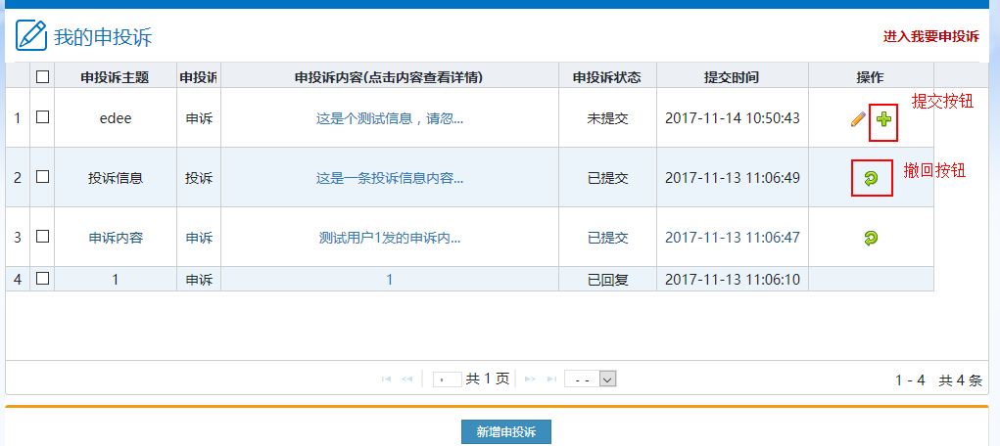 我的申投诉
进入我要申投诉
申投诉主题 申投诉 申投诉内容(点击内容查看详情) 申投诉状态 提交时间 操作
提交按钮
1 edee 申诉 这是个测试信息，请忽... 未提交 2017-11-14 10:50:43
撤回按钮
2 投诉信息 投诉 这是一条投诉信息内容... 已提交 2017-11-13 11:06:49
3 申诉内容 申诉 测试用户1发的申诉内... 已提交 2017-11-13 11:06:47
4 1 申诉 1 已回复 2017-11-13 11:06:10
共 1 页 - - 1 - 4 共 4 条
新增申投诉